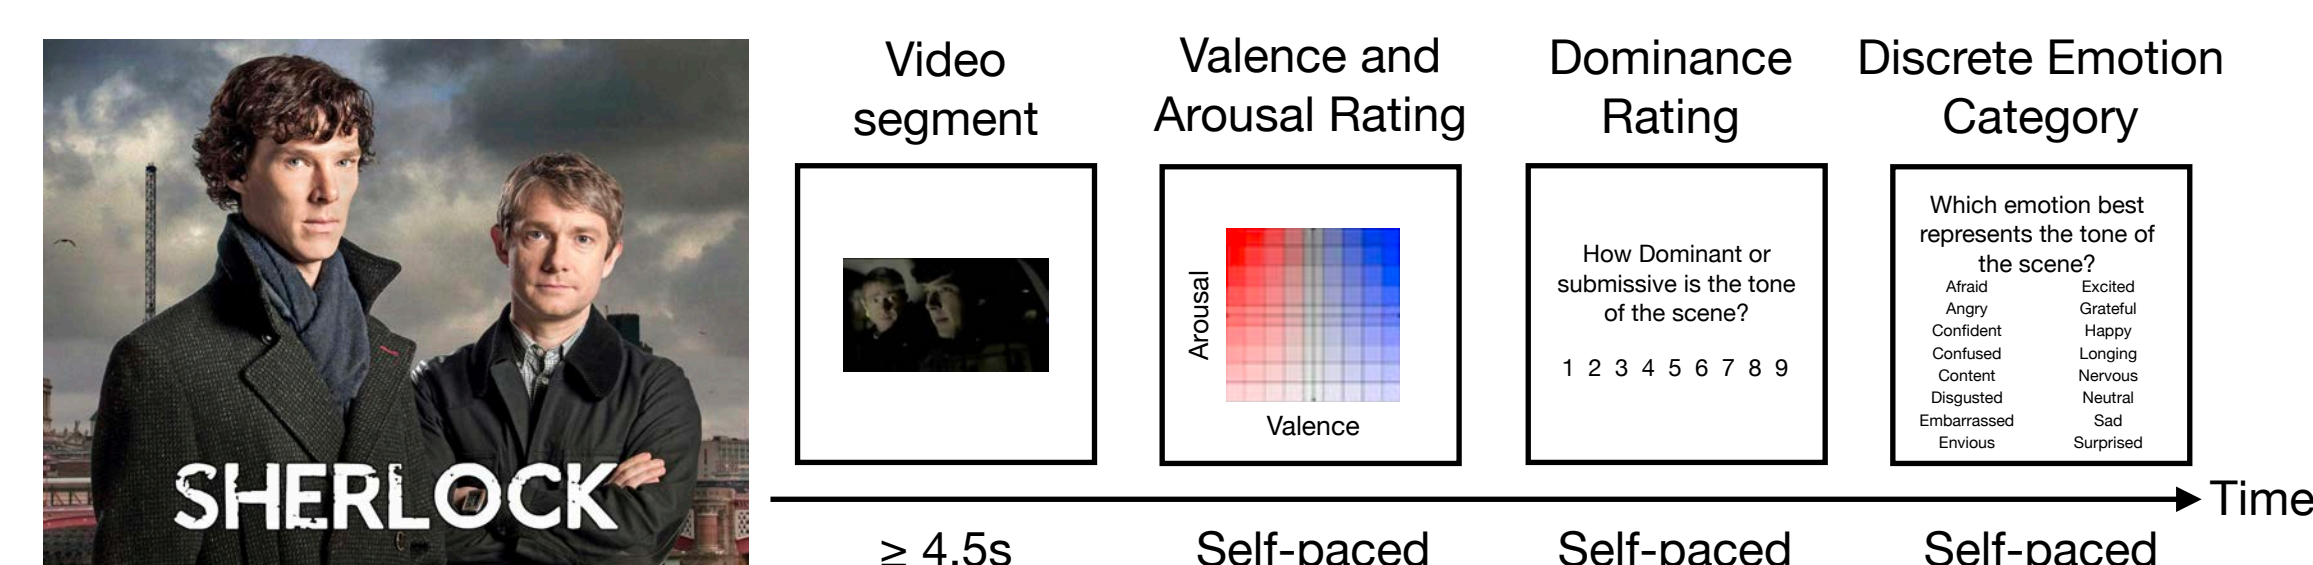 SHERLOCK
Video
segment
Valence and
Arousal Rating
Arousal
Valence
Dominance
Rating
How Dominant or
submissive is the tone
of the scene?
1 2 3 4 5 6 7 8 9
Discrete Emotion
Category
Which emotion best
represents the tone of
the scene?
Afraid Excited
Angry Grateful
Confident Happy
Confused Longing
Content Nervous
Disgusted Neutral
Embarrassed Sad
Envious Surprised
Time
≥ 4.5s Self-paced Self-paced Self-paced